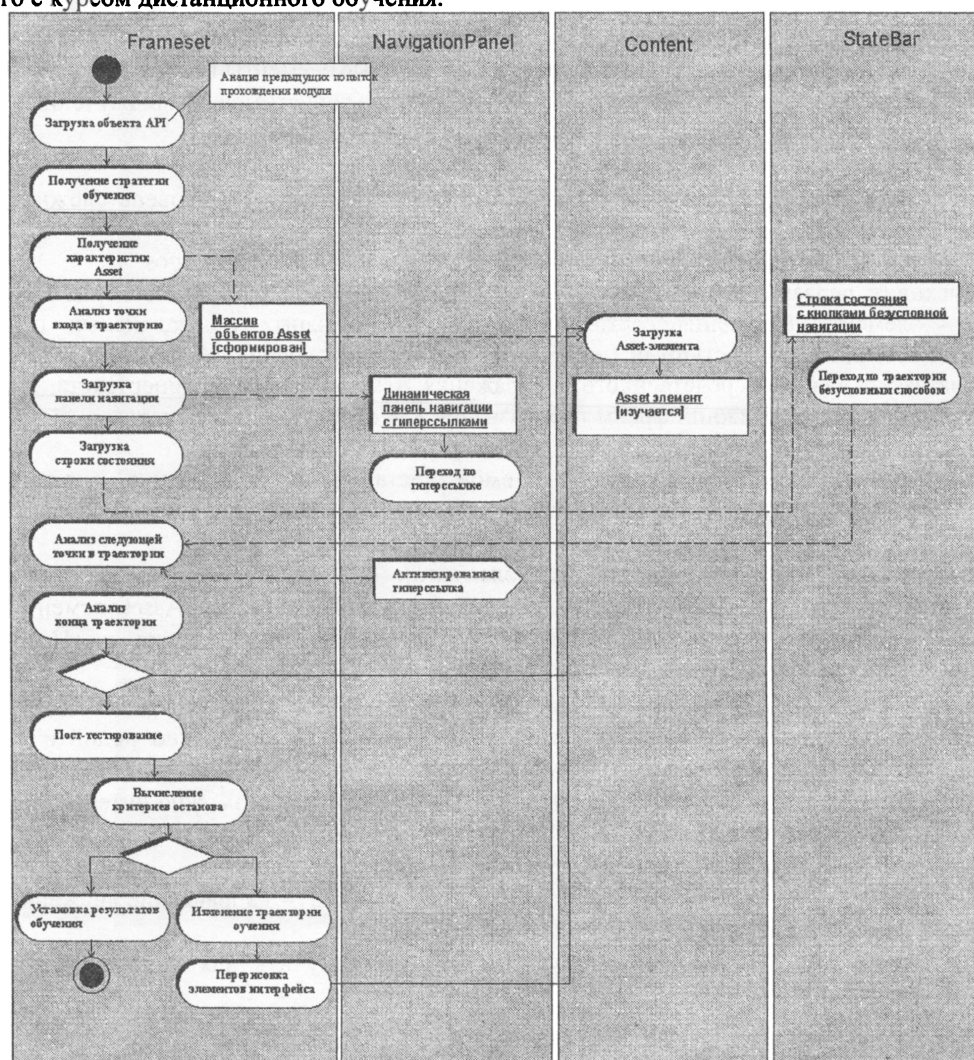 го с курсом дистанционного обучения.
Frameset
NavigationPanel
Content
StateBar
Анализ предыдущих попыток
прохождения модуля
Загрузка объекта API
Получение стратегии
обучения
Получение
характеристик
Asset
Анализ точки
входа в траекторию
Массив
объектов Asset
[сформирован]
Загрузка
Asset-элемента
Строка состояния
с кнопками безусловной
навигации
Загрузка
панели навигации
Динамическая
панель навигации
с гиперссылками
Asset элемент
[изучается]
Переход по траектории
безусловным способом
Загрузка
строки состояния
Переход по
гиперссылке
Анализ следующей
точки в траектории
Активизированная
гиперссылка
Анализ
конца траектории
Пост-тестирование
Вычисление
критериев останова
Установка результатов
обучения
Изменение траектории
оучения
Перерисовка
элементов интерфейса